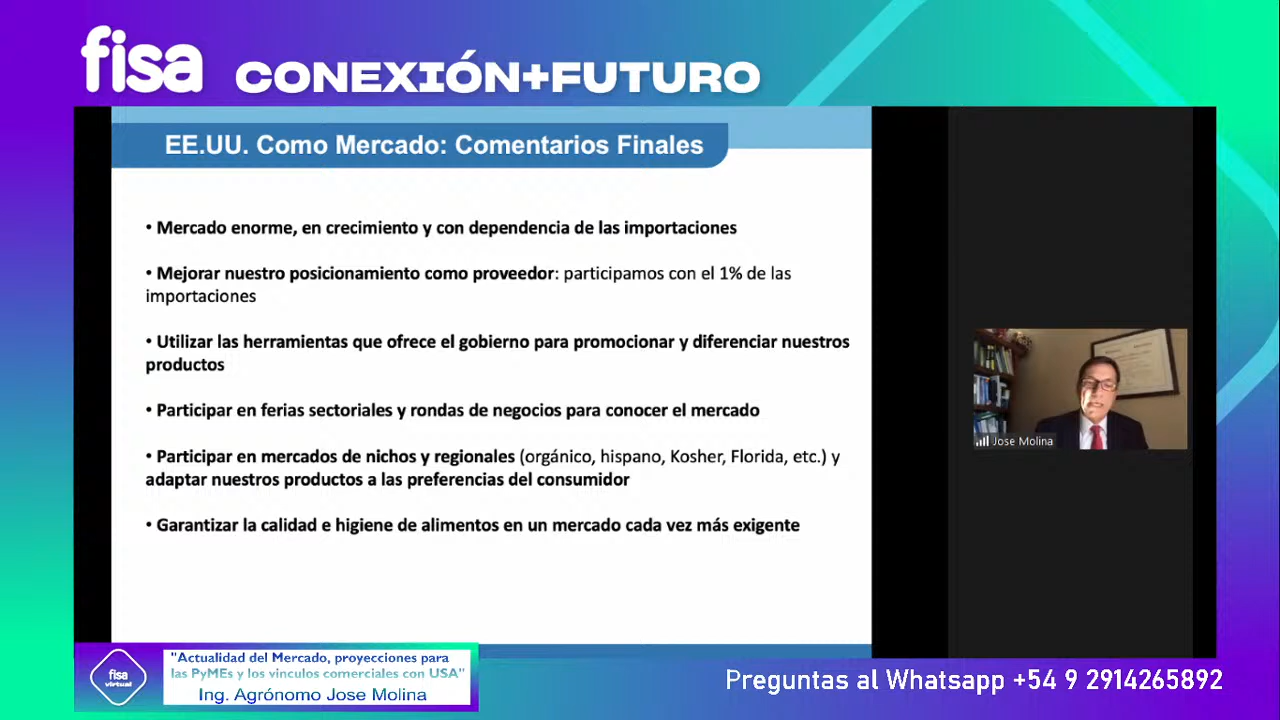 fisa CONEXIÓN+FUTURO
EE.UU. Como Mercado: Comentarios Finales
• Mercado enorme, en crecimiento y con dependencia de las importaciones
• Mejorar nuestro posicionamiento como proveedor: participamos con el 1% de las
importaciones
• Utilizar las herramientas que ofrece el gobierno para promocionar y diferenciar nuestros
productos
• Participar en ferias sectoriales y rondas de negocios para conocer el mercado
• Participar en mercados de nichos y regionales (orgánico, hispano, Kosher, Florida, etc.) y
adaptar nuestros productos a las preferencias del consumidor
• Garantizar la calidad e higiene de alimentos en un mercado cada vez más exigente
Jose Molina
fisa
virtual
"Actualidad del Mercado, proyecciones para
las PyMEs y los vinculos comerciales con USA"
Ing. Agrónomo Jose Molina
Preguntas al Whatsapp +54 9 2914265892